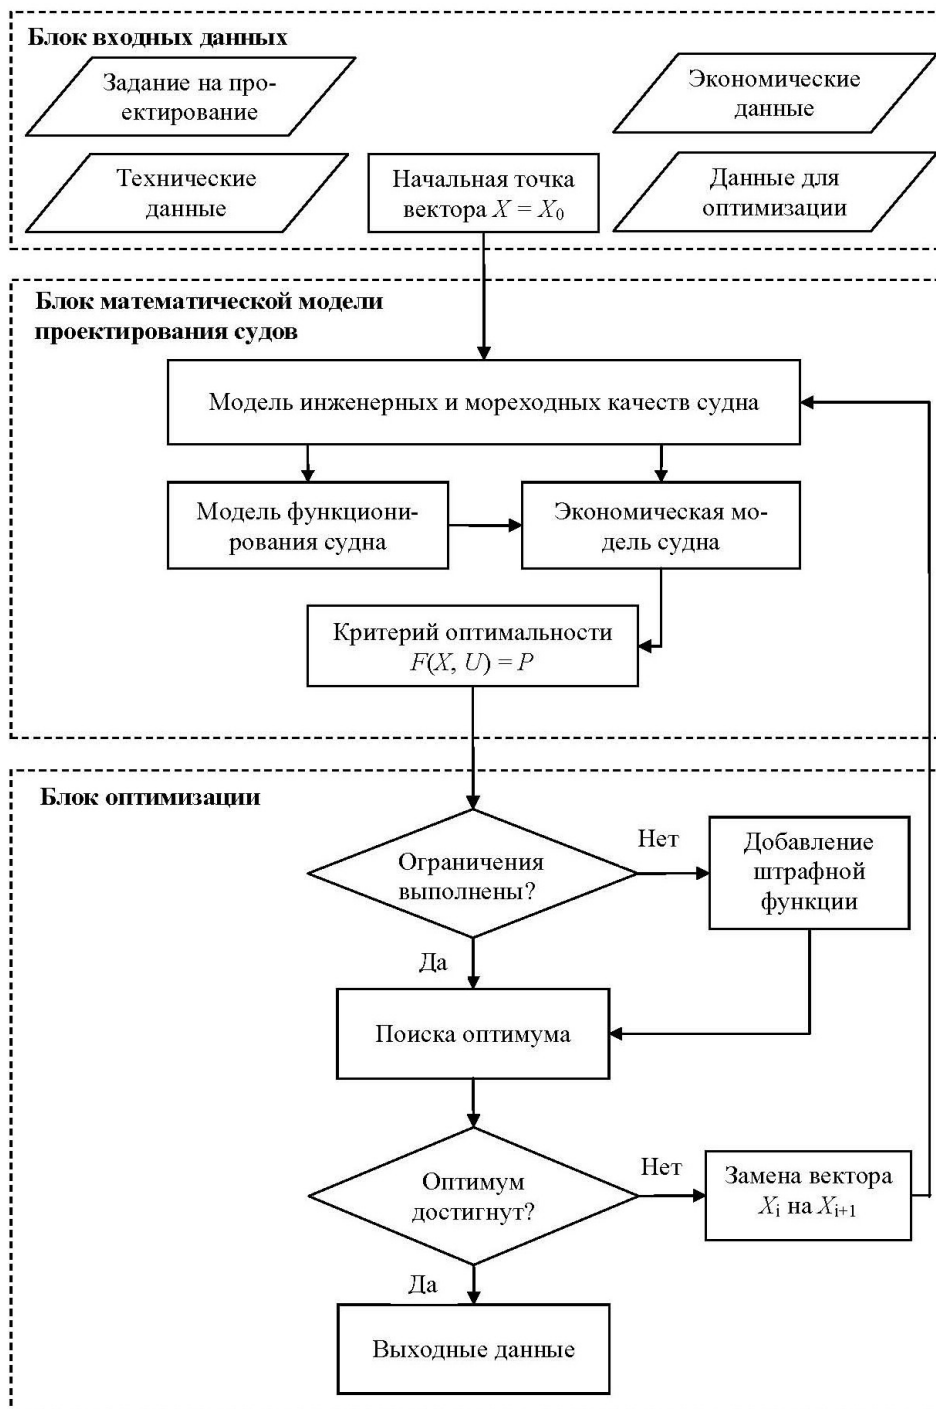 Блок входных данных
Задание на про-
ектирование
Экономические
данные
Технические
данные
Начальная точка
вектора X = X0
Данные для
оптимизации
Блок математической модели
проектирования судов
Модель инженерных и мореходных качеств судна
Модель функциони-
рования судна
Экономическая мо-
дель судна
Критерий оптимальности
F(X, U) = P
Блок оптимизации
Ограничения
выполнены?
Нет
Добавление
штрафной
функции
Да
Поиска оптимума
Оптимум
достигнут?
Нет
Замена вектора
Xi на Xi+1
Да
Выходные данные